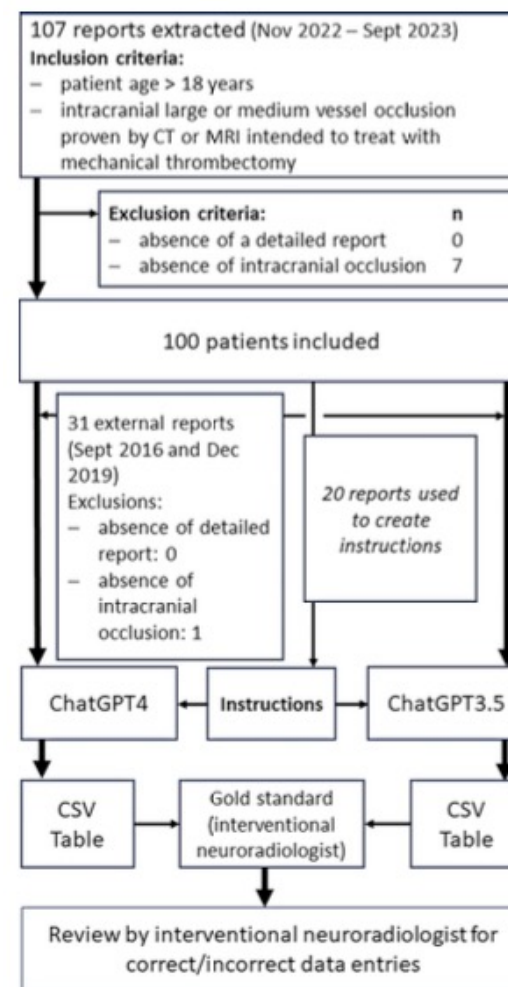 107 reports extracted (Nov 2022 – Sept 2023)
Inclusion criteria:
– patient age > 18 years
– intracranial large or medium vessel occlusion
proven by CT or MRI intended to treat with
mechanical thrombectomy
Exclusion criteria: n
– absence of a detailed report 0
– absence of intracranial occlusion 7
100 patients included
31 external reports
(Sept 2016 and Dec
2019)
Exclusions:
– absence of detailed
report: 0
– absence of
intracranial
occlusion: 1
20 reports used
to create
instructions
ChatGPT4
Instructions
ChatGPT3.5
CSV
Table
Gold standard
(interventional
neuroradiologist)
CSV
Table
Review by interventional neuroradiologist for
correct/incorrect data entries